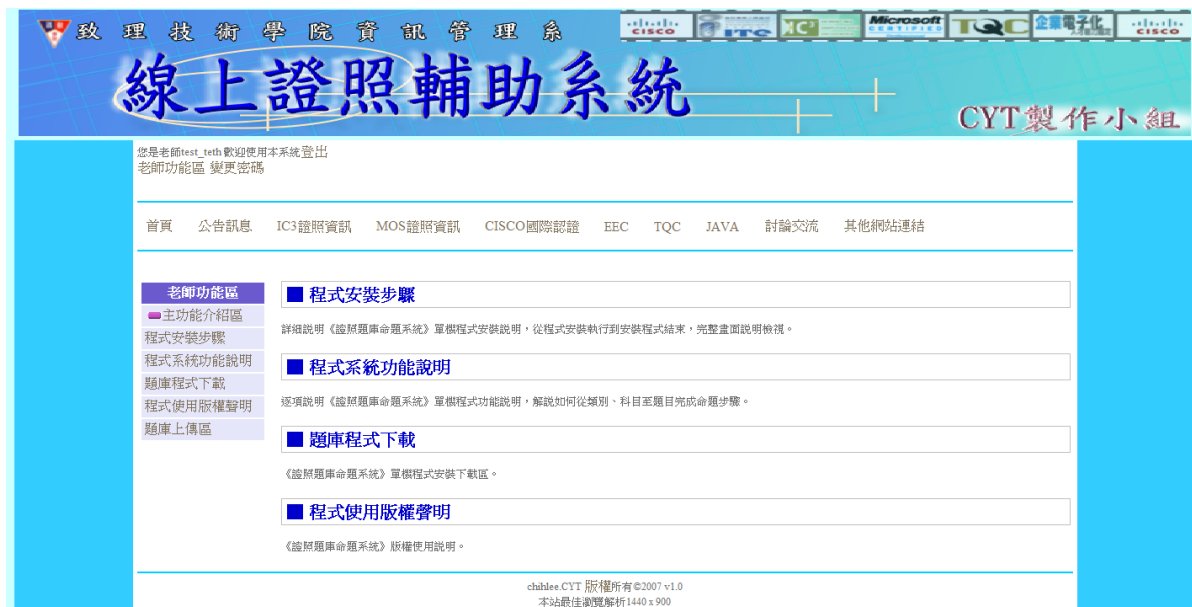 致理技術學院資訊管理系
CISCO ITC IC³ Microsoft CERTIFIED TQC 企業電子化 人才能力鑑定 CISCO
線上證照輔助系統
CYT製作小組
您是老師test_teth 歡迎使用本系統登出
老師功能區 變更密碼
首頁 公告訊息 IC3證照資訊 MOS證照資訊 CISCO國際認證 EEC TQC JAVA 討論交流 其他網站連結
老師功能區
主功能介紹區
程式安裝步驟
程式系統功能說明
題庫程式下載
程式使用版權聲明
題庫上傳區
程式安裝步驟
詳細說明《證照題庫命題系統》單機程式安裝說明，從程式安裝執行到安裝程式結束，完整畫面說明檢視。
程式系統功能說明
逐項說明《證照題庫命題系統》單機程式功能說明，解說如何從類別、科目至題目完成命題步驟。
題庫程式下載
《證照題庫命題系統》單機程式安裝下載區。
程式使用版權聲明
《證照題庫命題系統》版權使用說明。
chihlee.CYT 版權所有©2007 v1.0
本站最佳瀏覽解析1440 x 900